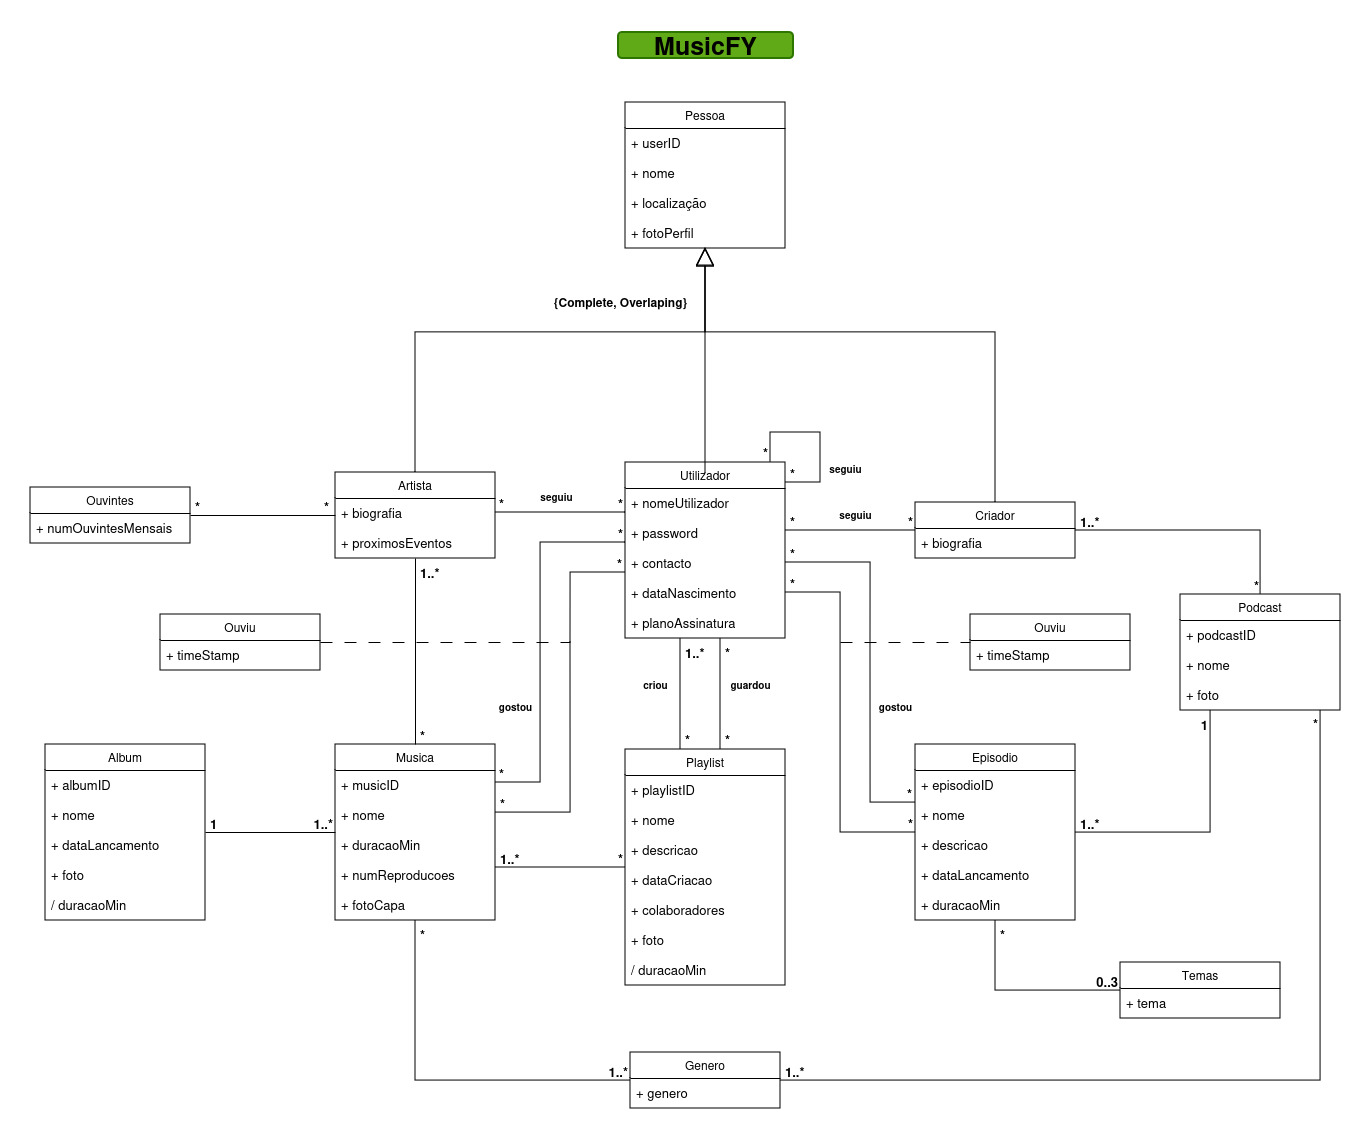 MusicFY
Pessoa
+ userID
+ nome
+ localização
+ fotoPerfil
{Complete, Overlaping}
Ouvintes
+ numOuvintesMensais
*
*
Artista
+ biografia
+ proximosEventos
*
seguiu
*
Utilizador
+ nomeUtilizador
+ password
+ contacto
+ dataNascimento
+ planoAssinatura
*
*
seguiu
*
seguiu
*
Criador
+ biografia
1..*
*
Podcast
+ podcastID
+ nome
+ foto
*
*
*
*
1..*
Ouviu
+ timeStamp
Ouviu
+ timeStamp
gostou
1..*
criou
*
*
guardou
*
gostou
1
*
*
Album
+ albumID
+ nome
+ dataLancamento
+ foto
/ duracaoMin
1
1..*
Musica
+ musicID
+ nome
+ duracaoMin
+ numReproducoes
+ fotoCapa
*
*
1..*
*
Playlist
+ playlistID
+ nome
+ descricao
+ dataCriacao
+ colaboradores
+ foto
/ duracaoMin
*
*
Episodio
+ episodioID
+ nome
+ descricao
+ dataLancamento
+ duracaoMin
1..*
*
*
0..3
Temas
+ tema
1..*
Genero
+ genero
1..*